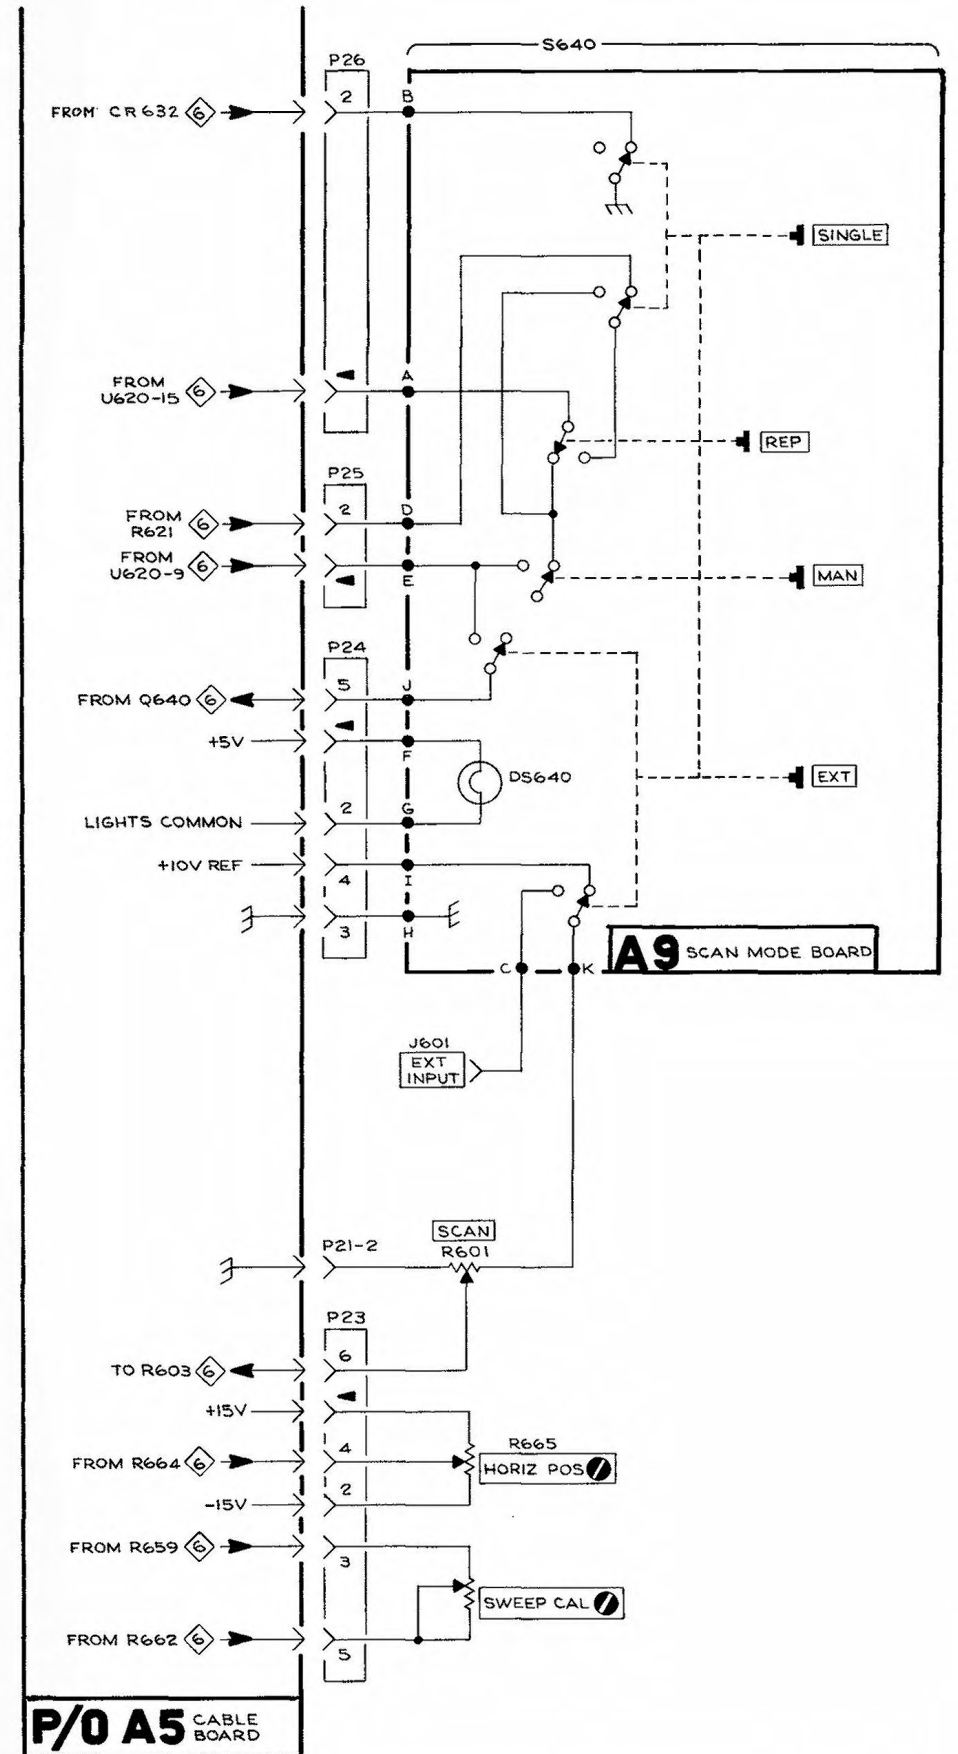 S640
P26
FROM CR632 6
2
B
SINGLE
FROM
U620-15 6
A
REP
P25
FROM
R621 6
2
D
FROM
U620-9 6
E
MAN
P24
FROM Q640 6
5
J
+5V
F
DS640
EXT
LIGHTS COMMON
2
G
+10V REF
4
I
3
H
A9 SCAN MODE BOARD
C
K
J601
EXT
INPUT
SCAN
P21-2
R601
P23
TO R603 6
6
+15V
R665
FROM R664 6
4
HORIZ POS
-15V
2
FROM R659 6
3
SWEEP CAL
FROM R662 6
5
P/O A5 CABLE
BOARD